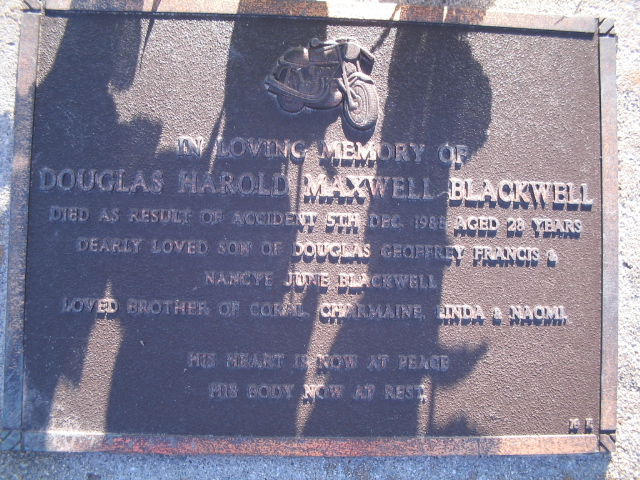 IN LOVING MEMORY OF
DOUGLAS HAROLD MAXWELL BLACKWELL
DIED AS RESULT OF ACCIDENT 5TH DEC. 1985 AGED 28 YEARS
DEARLY LOVED SON OF DOUGLAS GEOFFREY FRANCIS &
NANCYE JUNE BLACKWELL
LOVED BROTHER OF CORAL, CHARMAINE, LINDA & NAOMI.
HIS HEART IS NOW AT PEACE
HIS BODY NOW AT REST.